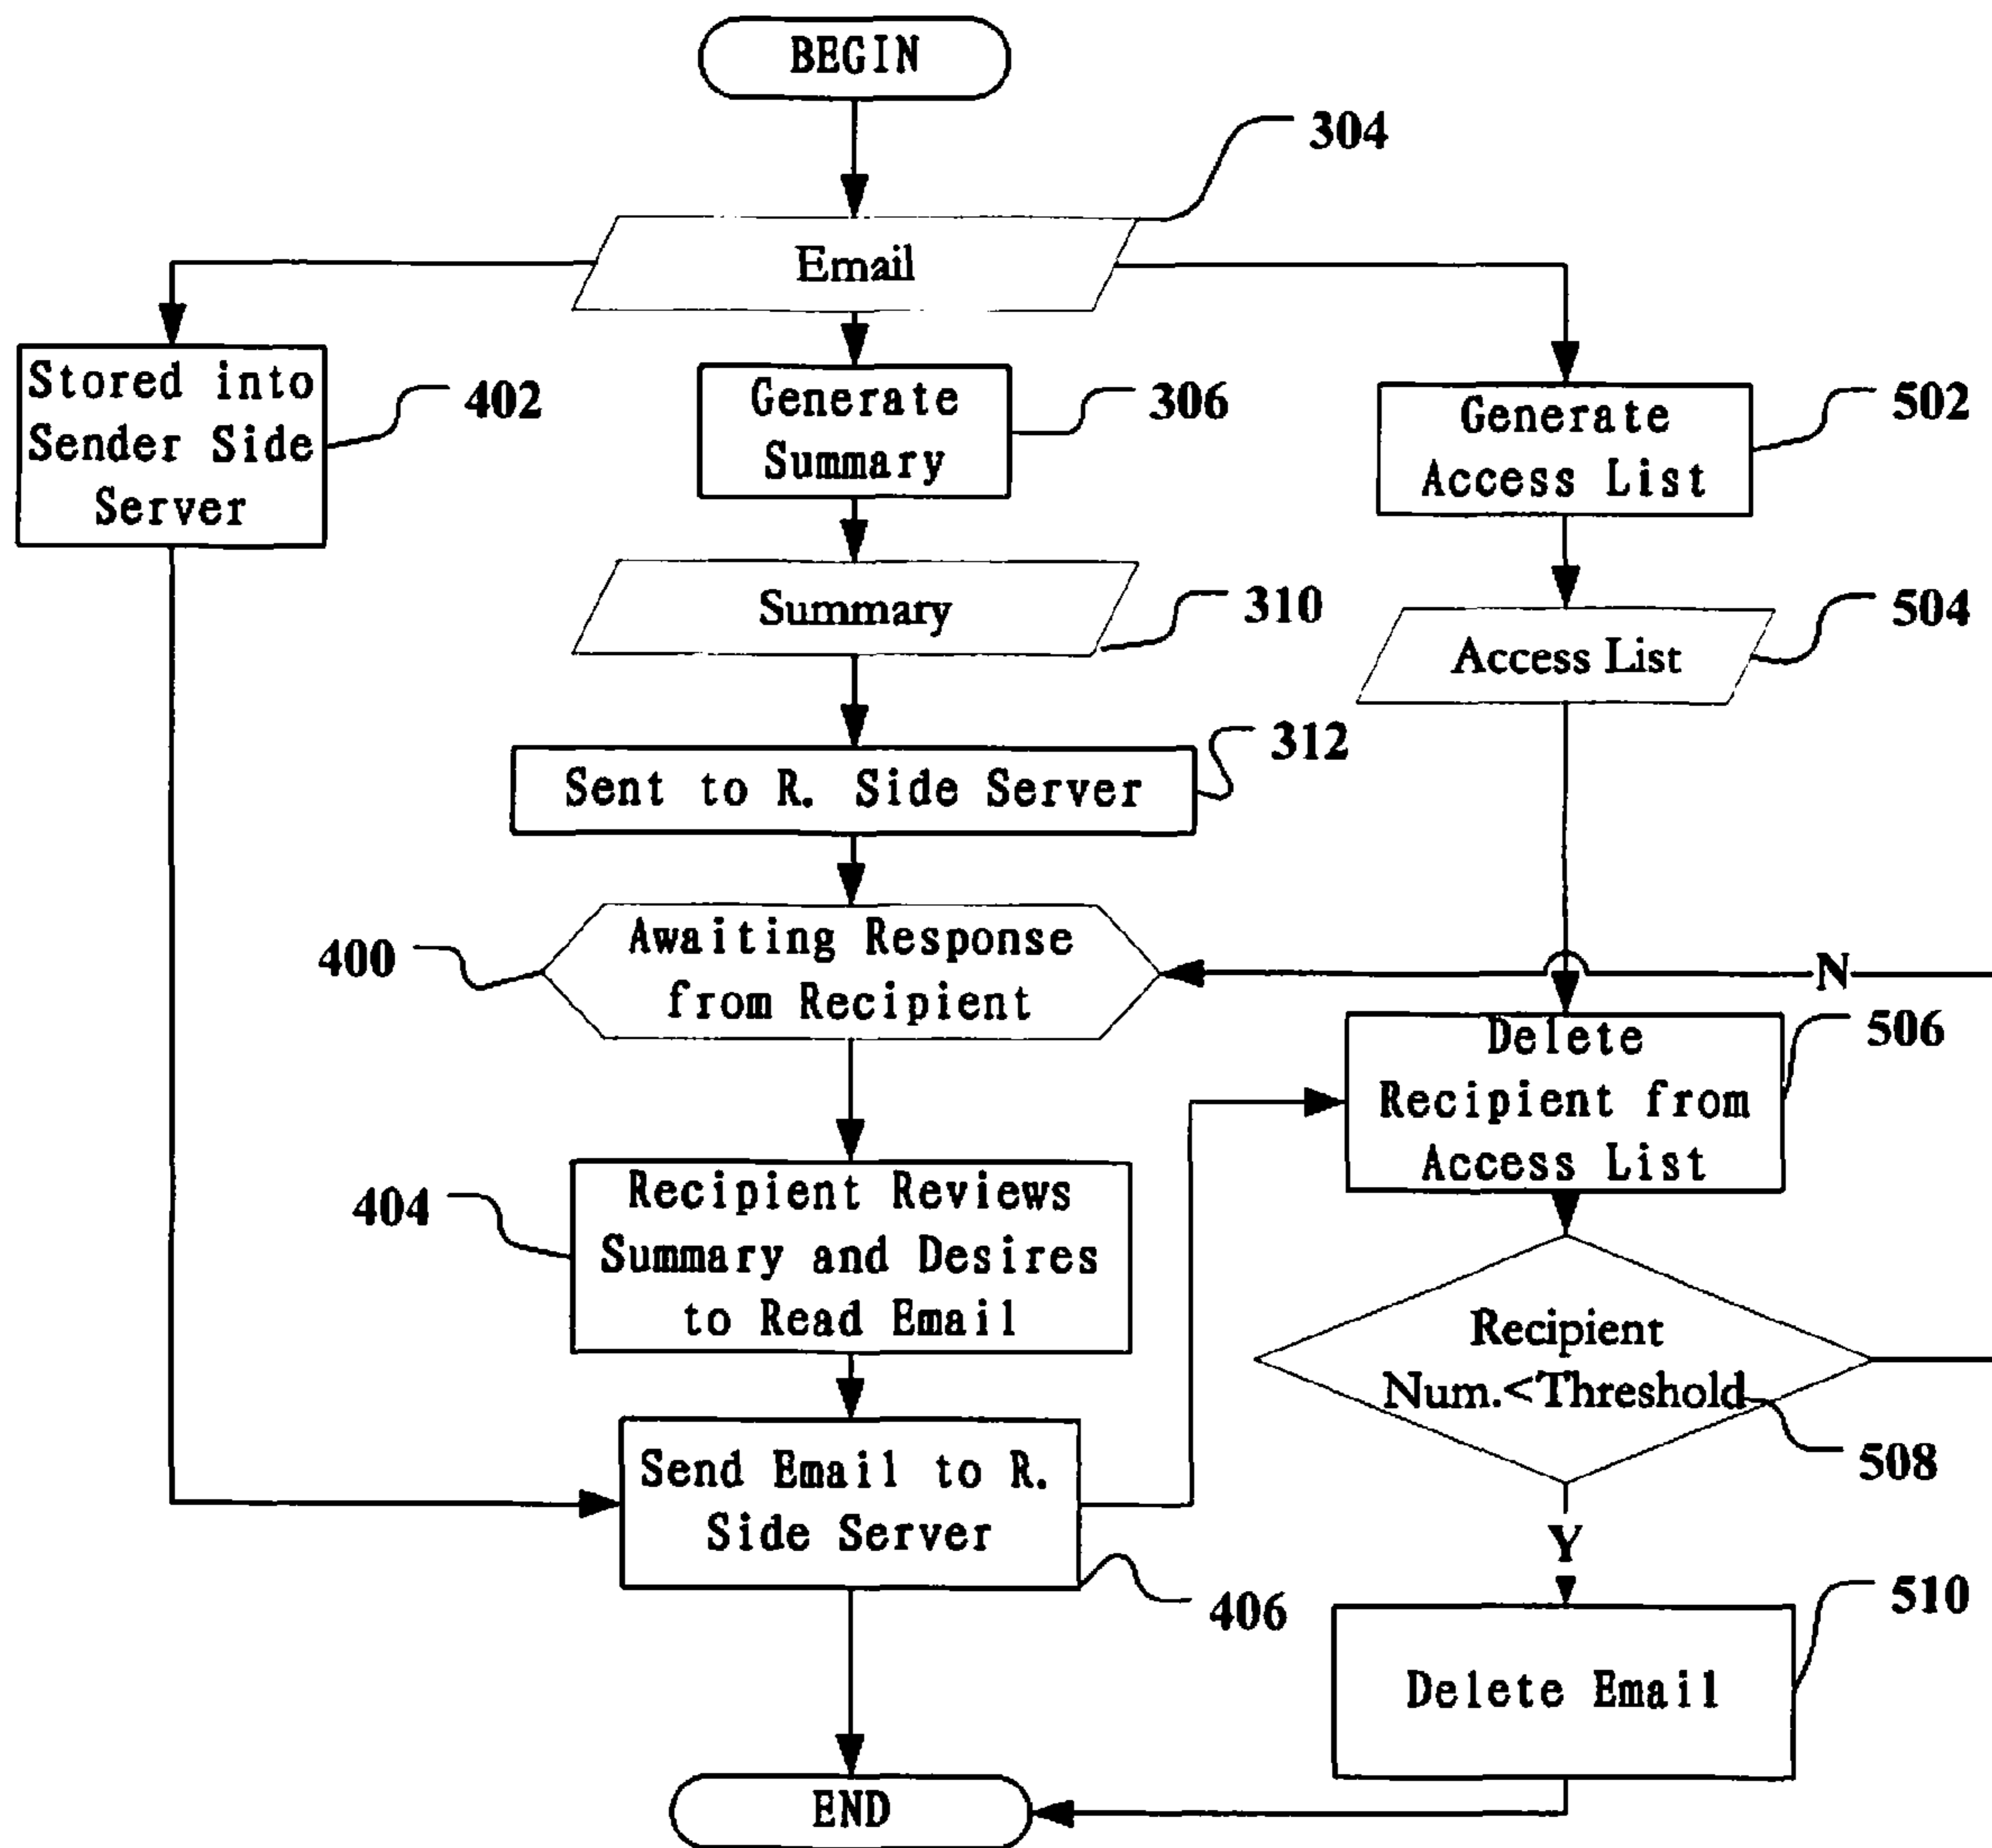 BEGIN
304
Email
Stored into
Sender Side
Server
402
Generate
Summary
306
Generate
Access List
502
Summary
310
Access List
504
Sent to R. Side Server
312
Awaiting Response
from Recipient
400
N
Delete
Recipient from
Access List
506
Recipient Reviews
Summary and Desires
to Read Email
404
Recipient
Num.<Threshold
508
Send Email to R.
Side Server
406
Y
Delete Email
510
END